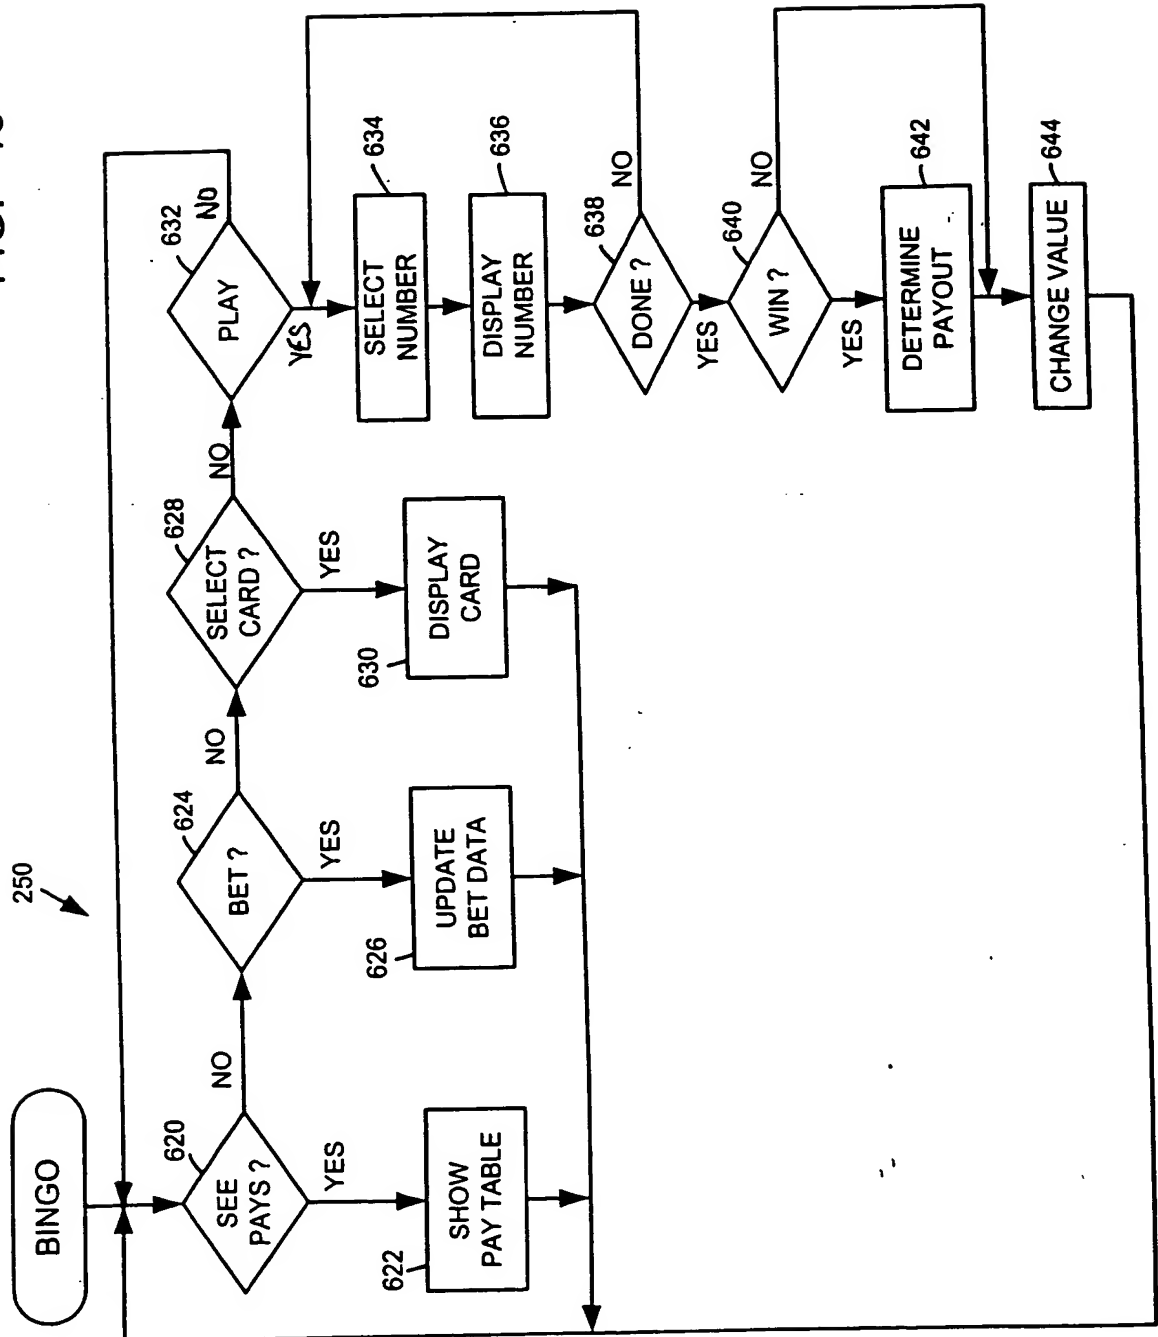 250
BINGO
620
SEE
PAYS ?
NO
YES
622
SHOW
PAY TABLE
624
BET ?
NO
YES
626
UPDATE
BET DATA
628
SELECT
CARD ?
NO
YES
630
DISPLAY
CARD
632
PLAY
NO
YES
634
SELECT
NUMBER
636
DISPLAY
NUMBER
638
DONE ?
NO
YES
640
WIN ?
NO
YES
642
DETERMINE
PAYOUT
644
CHANGE VALUE